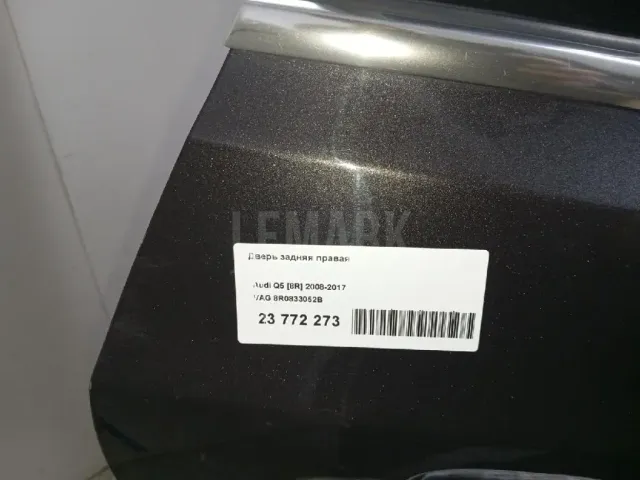 LEMARK
Дверь задняя правая
Audi Q5 [8R] 2008-2017
VAG 8R0833052B
23 772 273